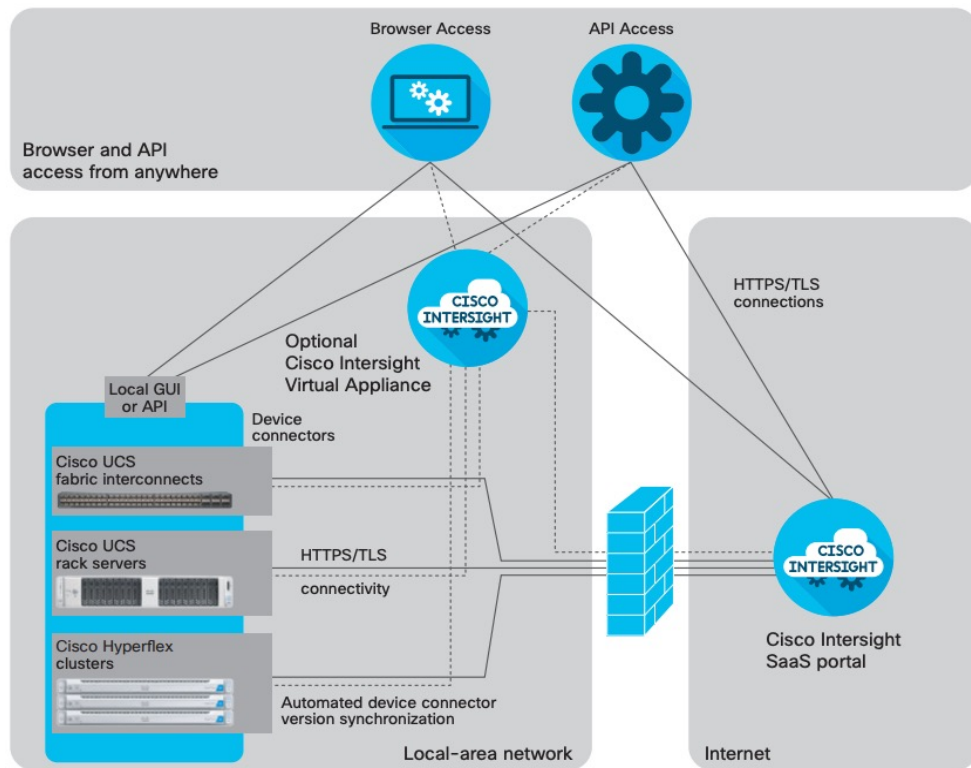 Browser Access
API Access
Browser and API
access from anywhere
CISCO
INTERSIGHT
HTTPS/TLS
connections
Optional
Cisco Intersight
Virtual Appliance
Local GUI
or API
Device
connectors
Cisco UCS
fabric interconnects
Cisco UCS
rack servers
HTTPS/TLS
connectivity
CISCO
INTERSIGHT
Cisco Hyperflex
clusters
Cisco Intersight
SaaS portal
Automated device connector
version synchronization
Local-area network
Internet